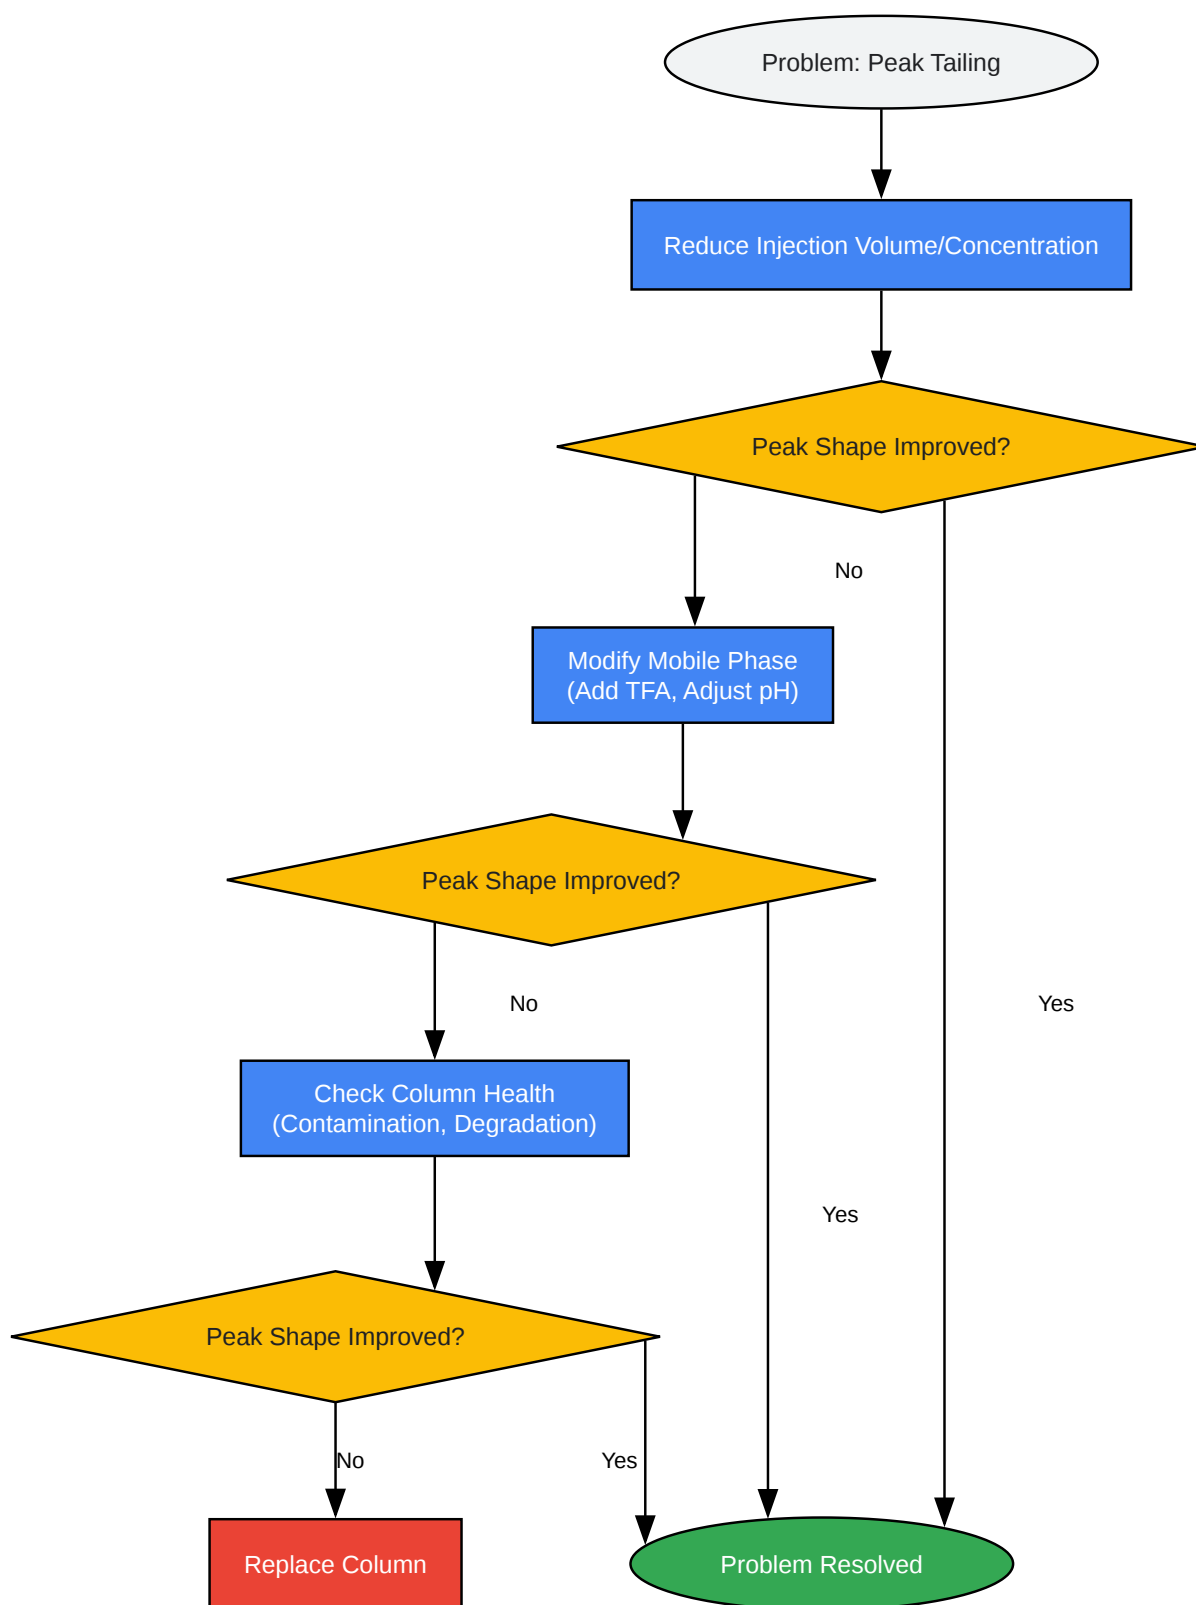 Problem: Peak Tailing
Reduce Injection Volume/Concentration
Peak Shape Improved?
No
Modify Mobile Phase
(Add TFA, Adjust pH)
Peak Shape Improved?
No
Yes
Check Column Health
(Contamination, Degradation)
Yes
Peak Shape Improved?
No
Yes
Replace Column
Problem Resolved